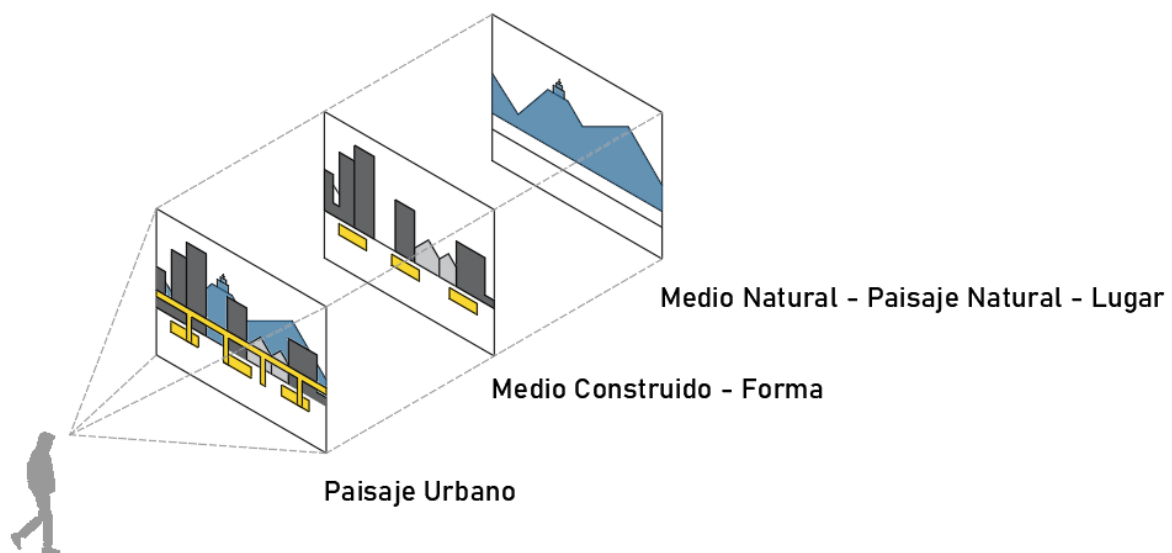 Medio Natural - Paisaje Natural - Lugar
Medio Construido - Forma
Paisaje Urbano